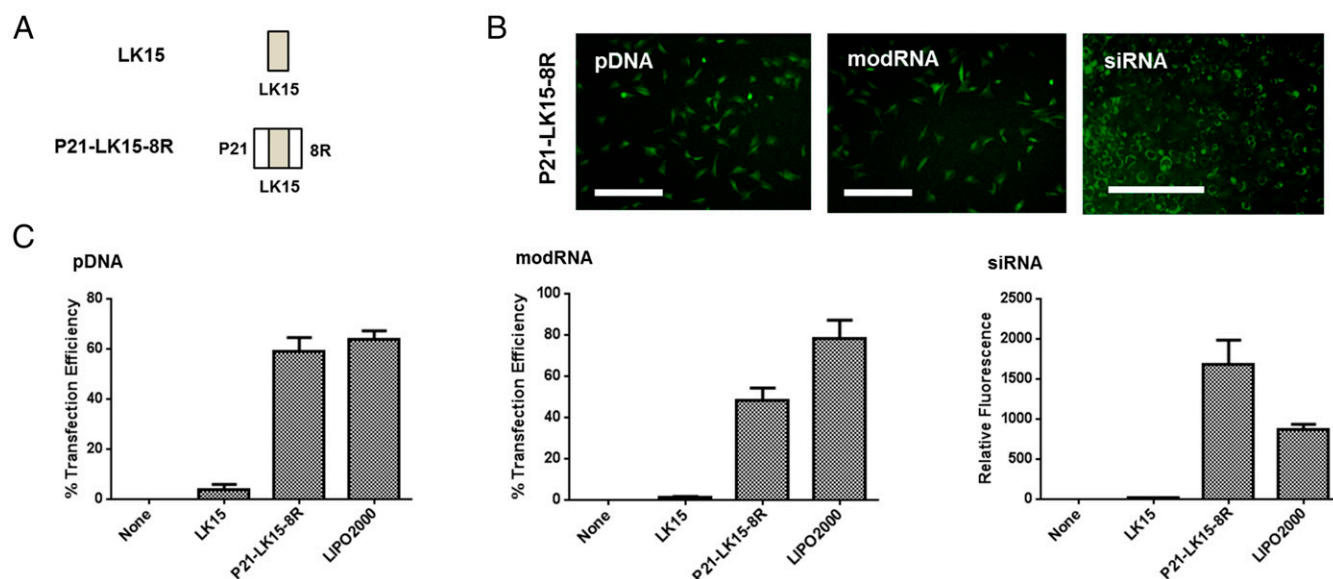 A
LK15
LK15
P21-LK15-8R
P21
8R
LK15
B
P21-LK15-8R
pDNA
modRNA
siRNA
C
pDNA
% Transfection Efficiency
80
60
40
20
0
None
LK15
P21-LK15-8R
LIPO2000
modRNA
% Transfection Efficiency
100
80
60
40
20
0
None
LK15
P21-LK15-8R
LIPO2000
siRNA
Relative Fluorescence
2500
2000
1500
1000
500
0
None
LK15
P21-LK15-8R
LIPO2000